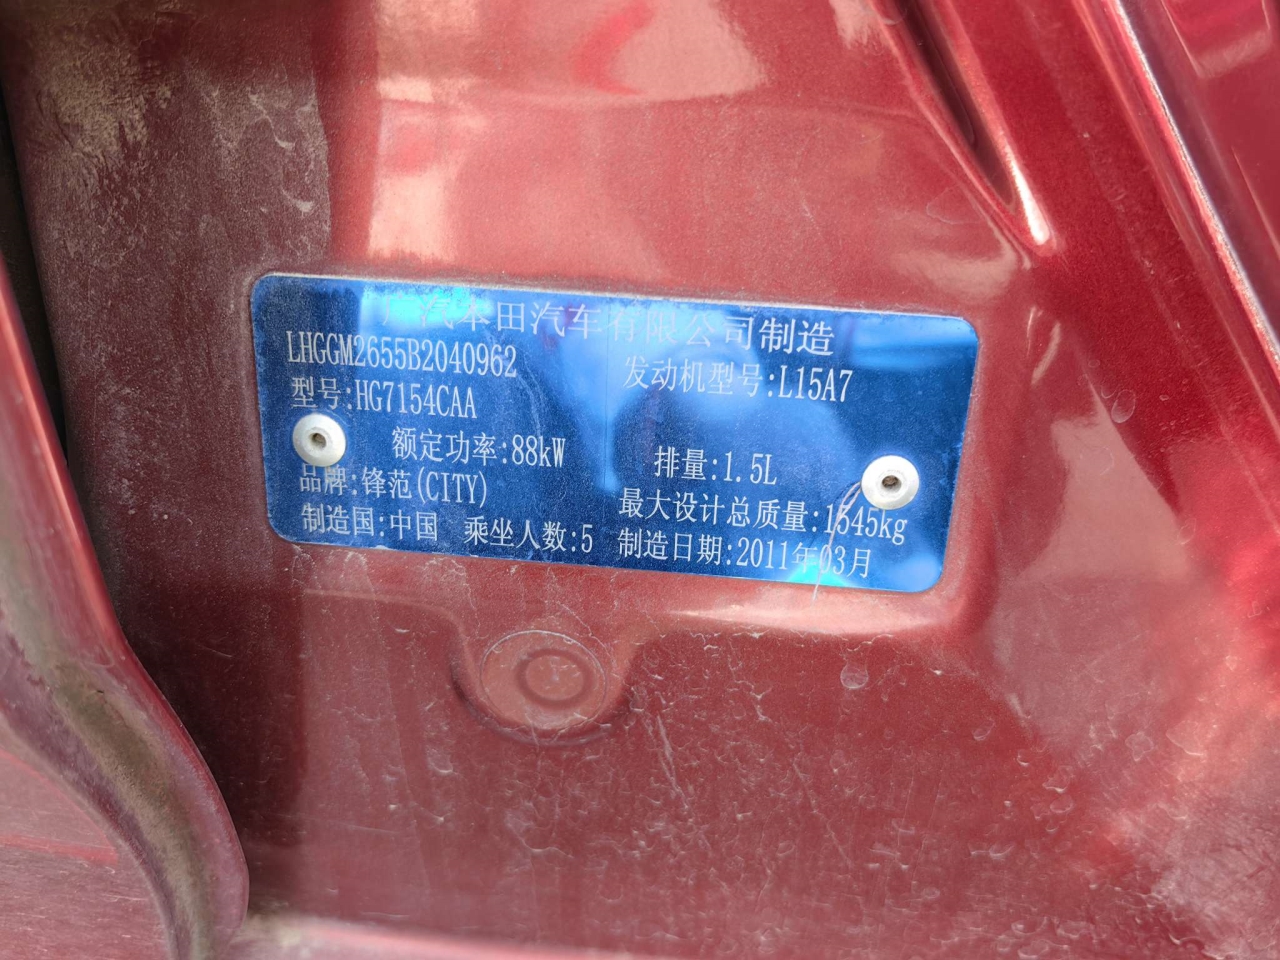 广汽本田汽车有限公司制造
LHGGM2655B2040962
发动机型号:L15A7
型号:HG7154CAA
额定功率:88kW
排量:1.5L
品牌:锋范(CITY)
最大设计总质量:1545kg
制造国:中国 乘坐人数:5
制造日期:2011年03月